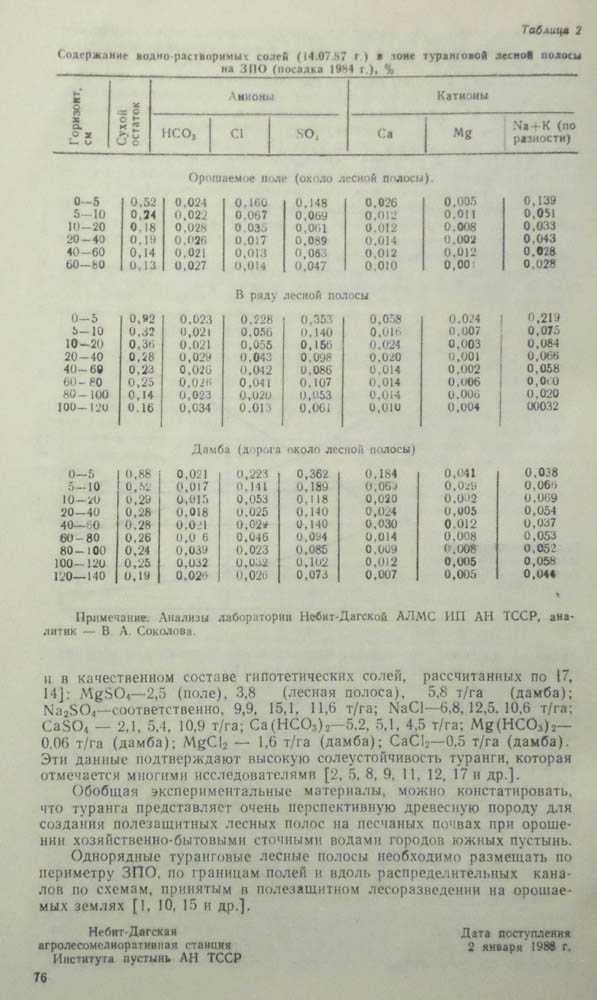 Таблица 2
Содержание водно-растворимых солей (14.07.87 г.) в зоне туранговой лесной полосы
на ЗПО (посадка 1984 г.), %
Горизонт, см | Сухой остаток | Анионы | Катионы
HCO₃ | Cl | SO₄ | Ca | Mg | Na+K (по разности)
Орошаемое поле (около лесной полосы).
0—5 0,52 0,024 0,160 0,148 0,026 0,005 0,139
5—10 0,24 0,022 0,067 0,069 0,012 0,011 0,051
10—20 0,18 0,028 0,035 0,061 0,012 0,008 0,033
20—40 0,19 0,026 0,017 0,089 0,014 0,002 0,043
40—60 0,14 0,021 0,013 0,063 0,012 0,012 0,028
60—80 0,13 0,027 0,014 0,047 0.010 0,028
В ряду лесной полосы
0—5 0,92 0,023 0,228 0,353 0,058 0,024 0,219
5—10 0,32 0,021 0,056 0,140 0,016 0,007 0,075
10—20 0,36 0,021 0,055 0,156 0,024 0,003 0,084
20—40 0,28 0,029 0,043 0,098 0,020 0,001 0,066
40—60 0,23 0,026 0,042 0,086 0,014 0,002 0,058
60—80 0,25 0,026 0,041 0,107 0,014 0,006
80—100 0,14 0,023 0,020 0,053 0,014 0,006 0,020
100—120 0.16 0,034 0,013 0,061 0,010 0,004 00032
Дамба (дорога около лесной полосы)
0—5 0,88 0,021 0,223 0,362 0,184 0,041 0,038
5—10 0,52 0,017 0,141 0,189 0,029 0,066
10—20 0,29 0,015 0,053 0,118 0,020 0,069
20—40 0,28 0,018 0,025 0,140 0,024 0,005 0,054
40—60 0,28 0,021 0,029 0,140 0,030 0,012 0,037
60—80 0,26 0,046 0,094 0,014 0,008 0,053
80—100 0,24 0,039 0,023 0,085 0,009 0,008 0,052
100—120 0,25 0,032 0,102 0,012 0,005 0,058
120—140 0,19 0,026 0,026 0,073 0,007 0,005 0,044
Примечание. Анализы лаборатории Небит-Дагской АЛМС ИП АН ТССР, ана-
литик — В. А. Соколова.
и в качественном составе гипотетических солей, рассчитанных по [7,
14]: MgSO₄—2,5 (поле), 3,8 (лесная полоса), 5,8 т/га (дамба);
Na₂SO₄—соответственно, 9,9, 15,1, 11,6 т/га; NaCl—6,8, 12,5, 10,6 т/га;
CaSO₄ — 2,1, 5,4, 10,9 т/га; Ca(HCO₃)₂—5,2, 5,1, 4,5 т/га; Mg(HCO₃)₂—
0,06 т/га (дамба); MgCl₂ — 1,6 т/га (дамба); CaCl₂—0,5 т/га (дамба).
Эти данные подтверждают высокую солеустойчивость туранги, которая
отмечается многими исследователями [2, 5, 8, 9, 11, 12, 17 и др.].
Обобщая экспериментальные материалы, можно констатировать,
что туранга представляет очень перспективную древесную породу для
создания полезащитных лесных полос на песчаных почвах при ороше-
нии хозяйственно-бытовыми сточными водами городов южных пустынь.
Однорядные туранговые лесные полосы необходимо размещать по
периметру ЗПО, по границам полей и вдоль распределительных кана-
лов по схемам, принятым в полезащитном лесоразведении на орошае-
мых землях [1, 10, 15 и др.].
Небит-Дагская
агролесомелиоративная станция
Института пустынь АН ТССР
Дата поступления
2 января 1988 г.
76